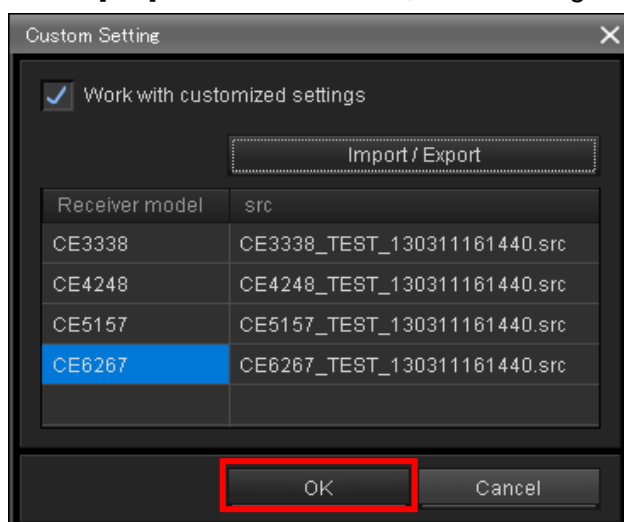 Custom Setting
Work with customized settings
Import / Export
Receiver model src
CE3338 CE3338_TEST_130311161440.src
CE4248 CE4248_TEST_130311161440.src
CE5157 CE5157_TEST_130311161440.src
CE6267 CE6267_TEST_130311161440.src
OK Cancel